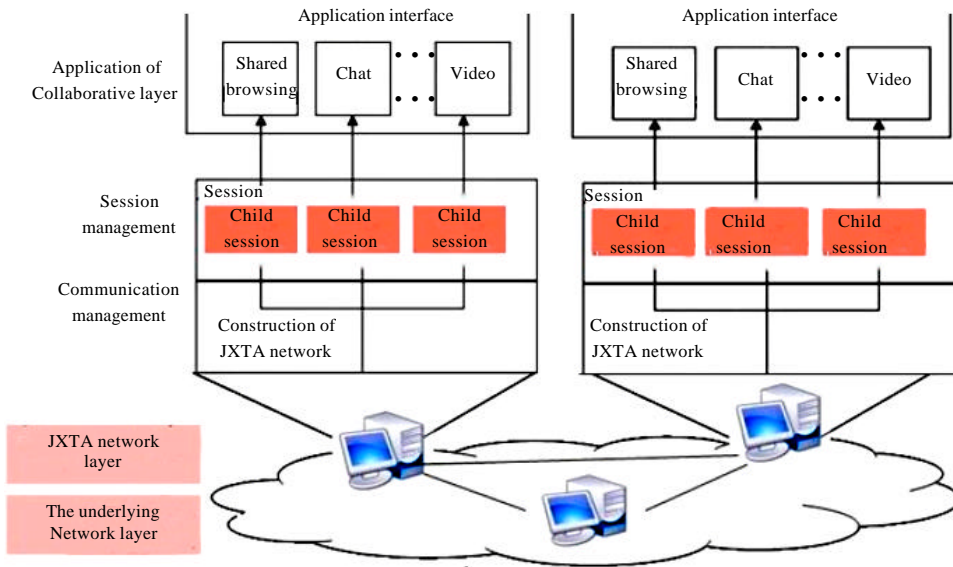 Application interface
Application interface
Application of
Collaborative layer
Shared
browsing
Chat
Video
Shared
browsing
Chat
Video
Session
management
Session
Child
session
Child
session
Child
session
Session
Child
session
Child
session
Child
session
Communication
management
Construction of
JXTA network
Construction of
JXTA network
JXTA network
layer
The underlying
Network layer